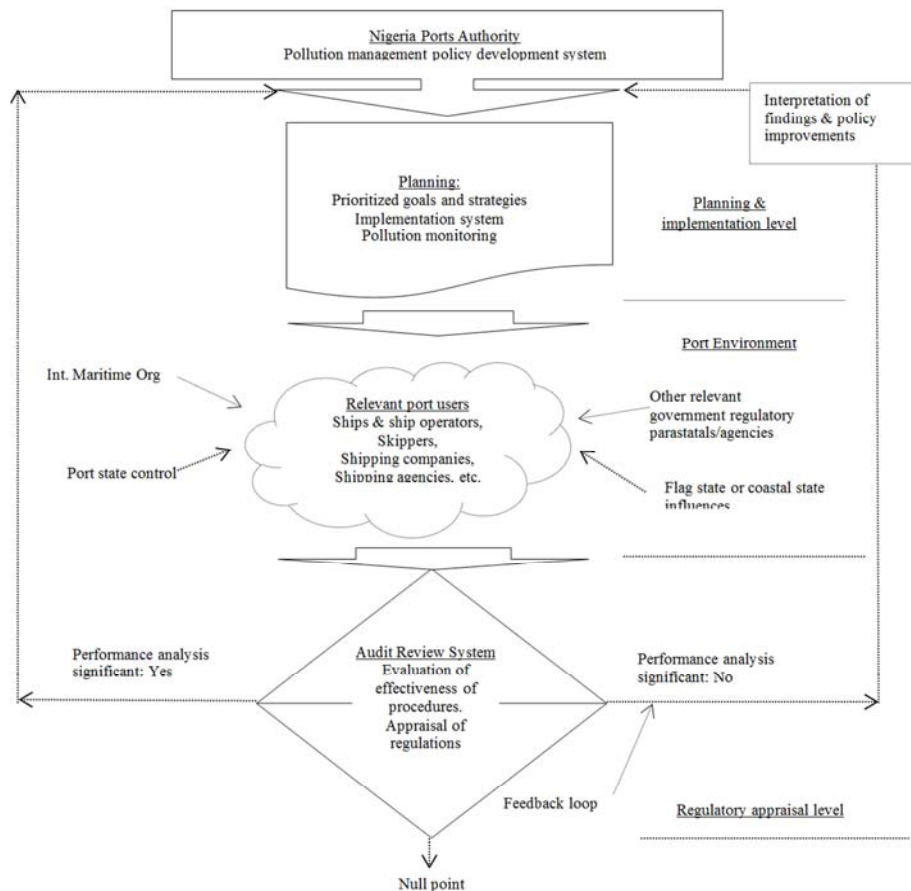 Nigeria Ports Authority
Pollution management policy development system
Interpretation of
findings & policy
improvements
Planning:
Prioritized goals and strategies
Implementation system
Pollution monitoring
Planning &
implementation level
Port Environment
Int. Maritime Org
Relevant port users
Ships & ship operators,
Skippers,
Shipping companies,
Shipping agencies, etc.
Other relevant
government regulatory
parastatals/agencies
Port state control
Flag state or coastal state
influences
Performance analysis
significant: Yes
Audit Review System
Evaluation of
effectiveness of
procedures.
Appraisal of
regulations
Performance analysis
significant: No
Feedback loop
Regulatory appraisal level
Null point